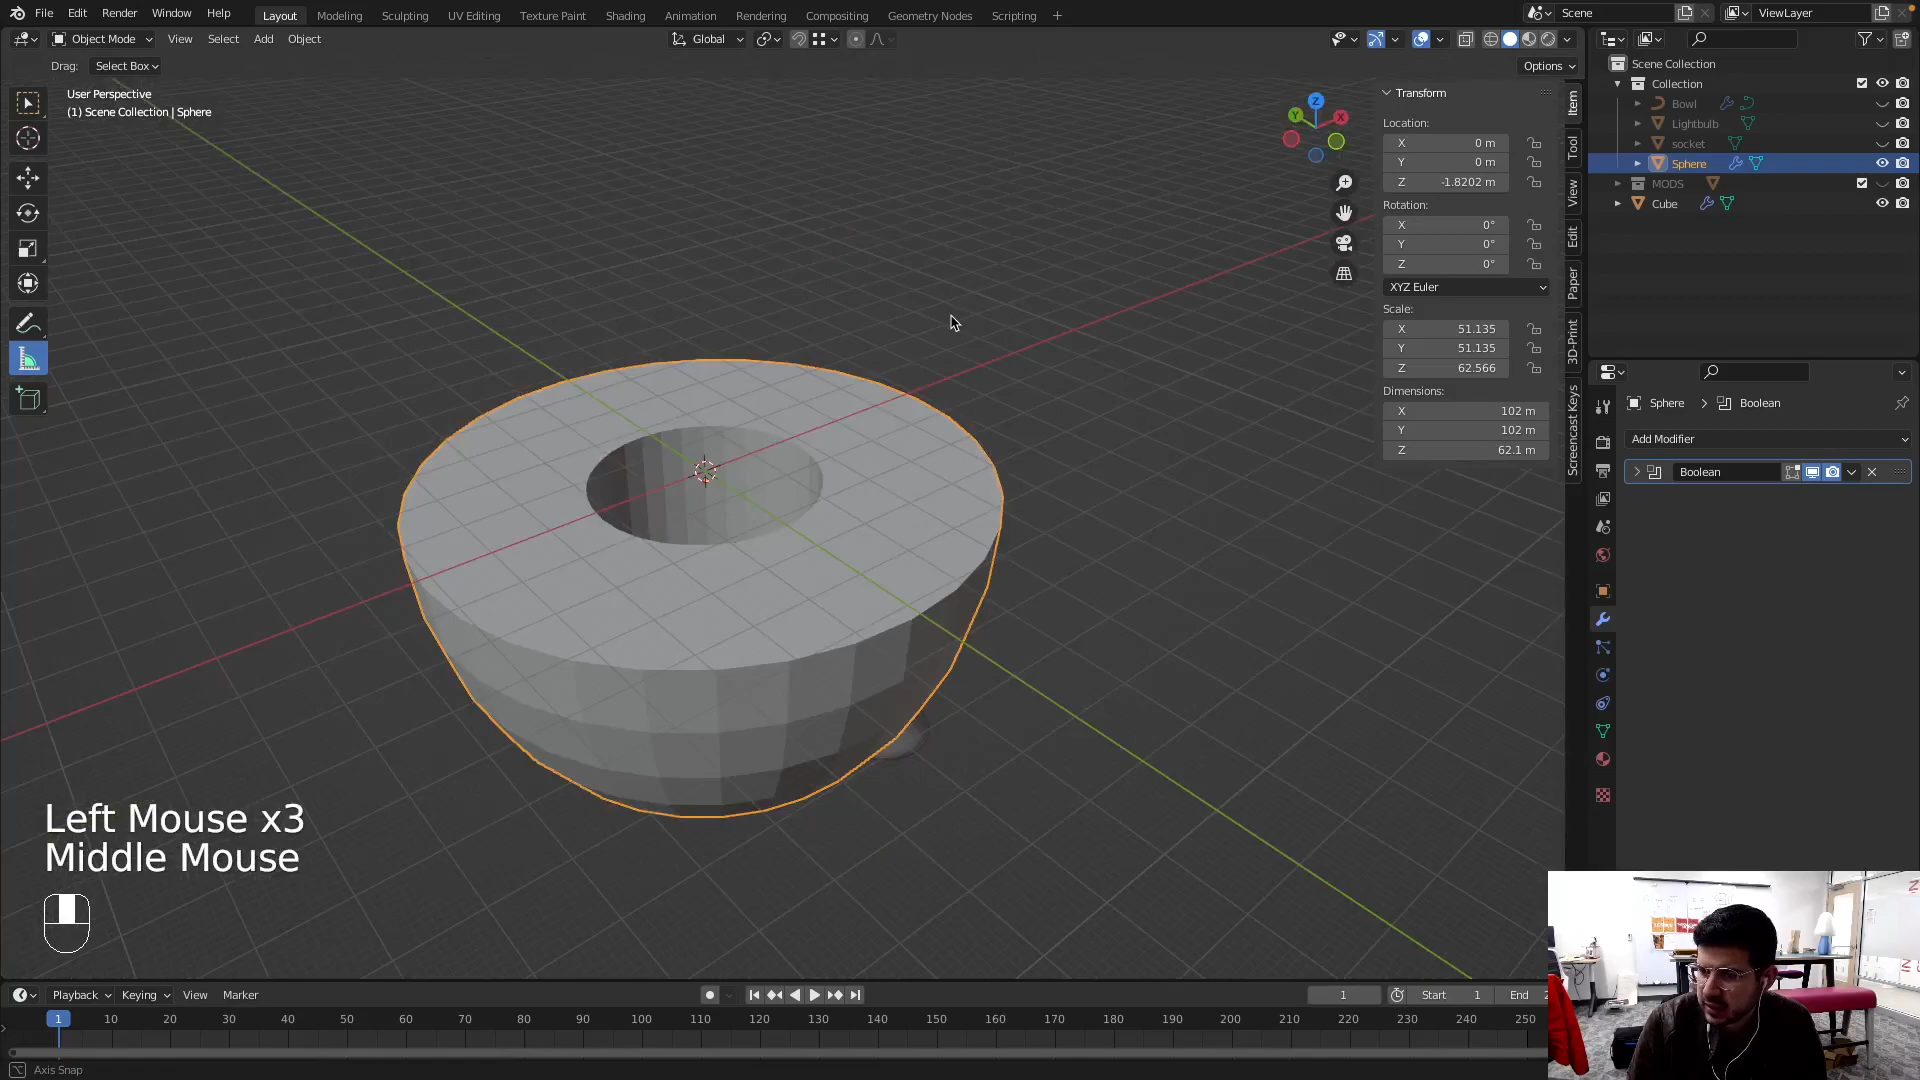 File Edit Render Window Help Layout Modeling Sculpting UV Editing Texture Paint Shading Animation Rendering Compositing Geometry Nodes Scripting + Scene ViewLayer
Object Mode View Select Add Object Global
Drag: Select Box Options
User Perspective
(1) Scene Collection | Sphere
Transform
Location:
X 0 m
Y 0 m
Z -1.8202 m
Rotation:
X 0°
Y 0°
Z 0°
XYZ Euler
Scale:
X 51.135
Y 51.135
Z 62.566
Dimensions:
X 102 m
Y 102 m
Z 62.1 m
Item
Tool
View
Edit
Paper
3D-Print
Screencast Keys
Z
Y
X
Scene Collection
Collection
Bowl
Lightbulb
socket
Sphere
MODS
Cube
Sphere > Boolean
Add Modifier
Boolean
Left Mouse x3
Middle Mouse
Playback Keying View Marker 1 Start 1 End 2
1 10 20 30 40 50 60 70 80 90 100 110 120 130 140 150 160 170 180 190 200 210 220 230 240 250
Axis Snap